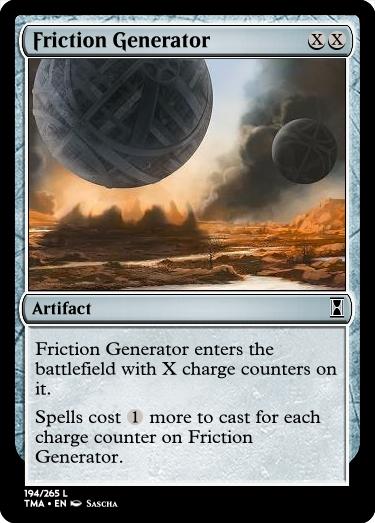 Friction Generator X X
Artifact
Friction Generator enters the
battlefield with X charge counters on
it.
Spells cost 1 more to cast for each
charge counter on Friction
Generator.
194/265 L
TMA • EN Sascha